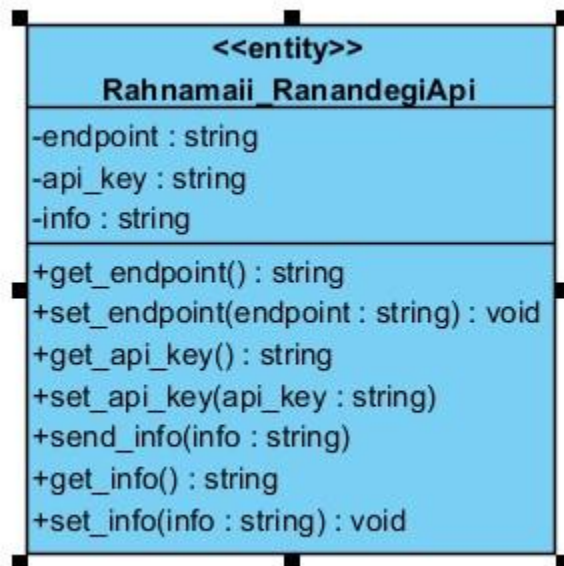 <<entity>>
Rahnamaii_RanandegiApi
-endpoint : string
-api_key : string
-info : string
+get_endpoint() : string
+set_endpoint(endpoint : string) : void
+get_api_key() : string
+set_api_key(api_key : string)
+send_info(info : string)
+get_info() : string
+set_info(info : string) : void